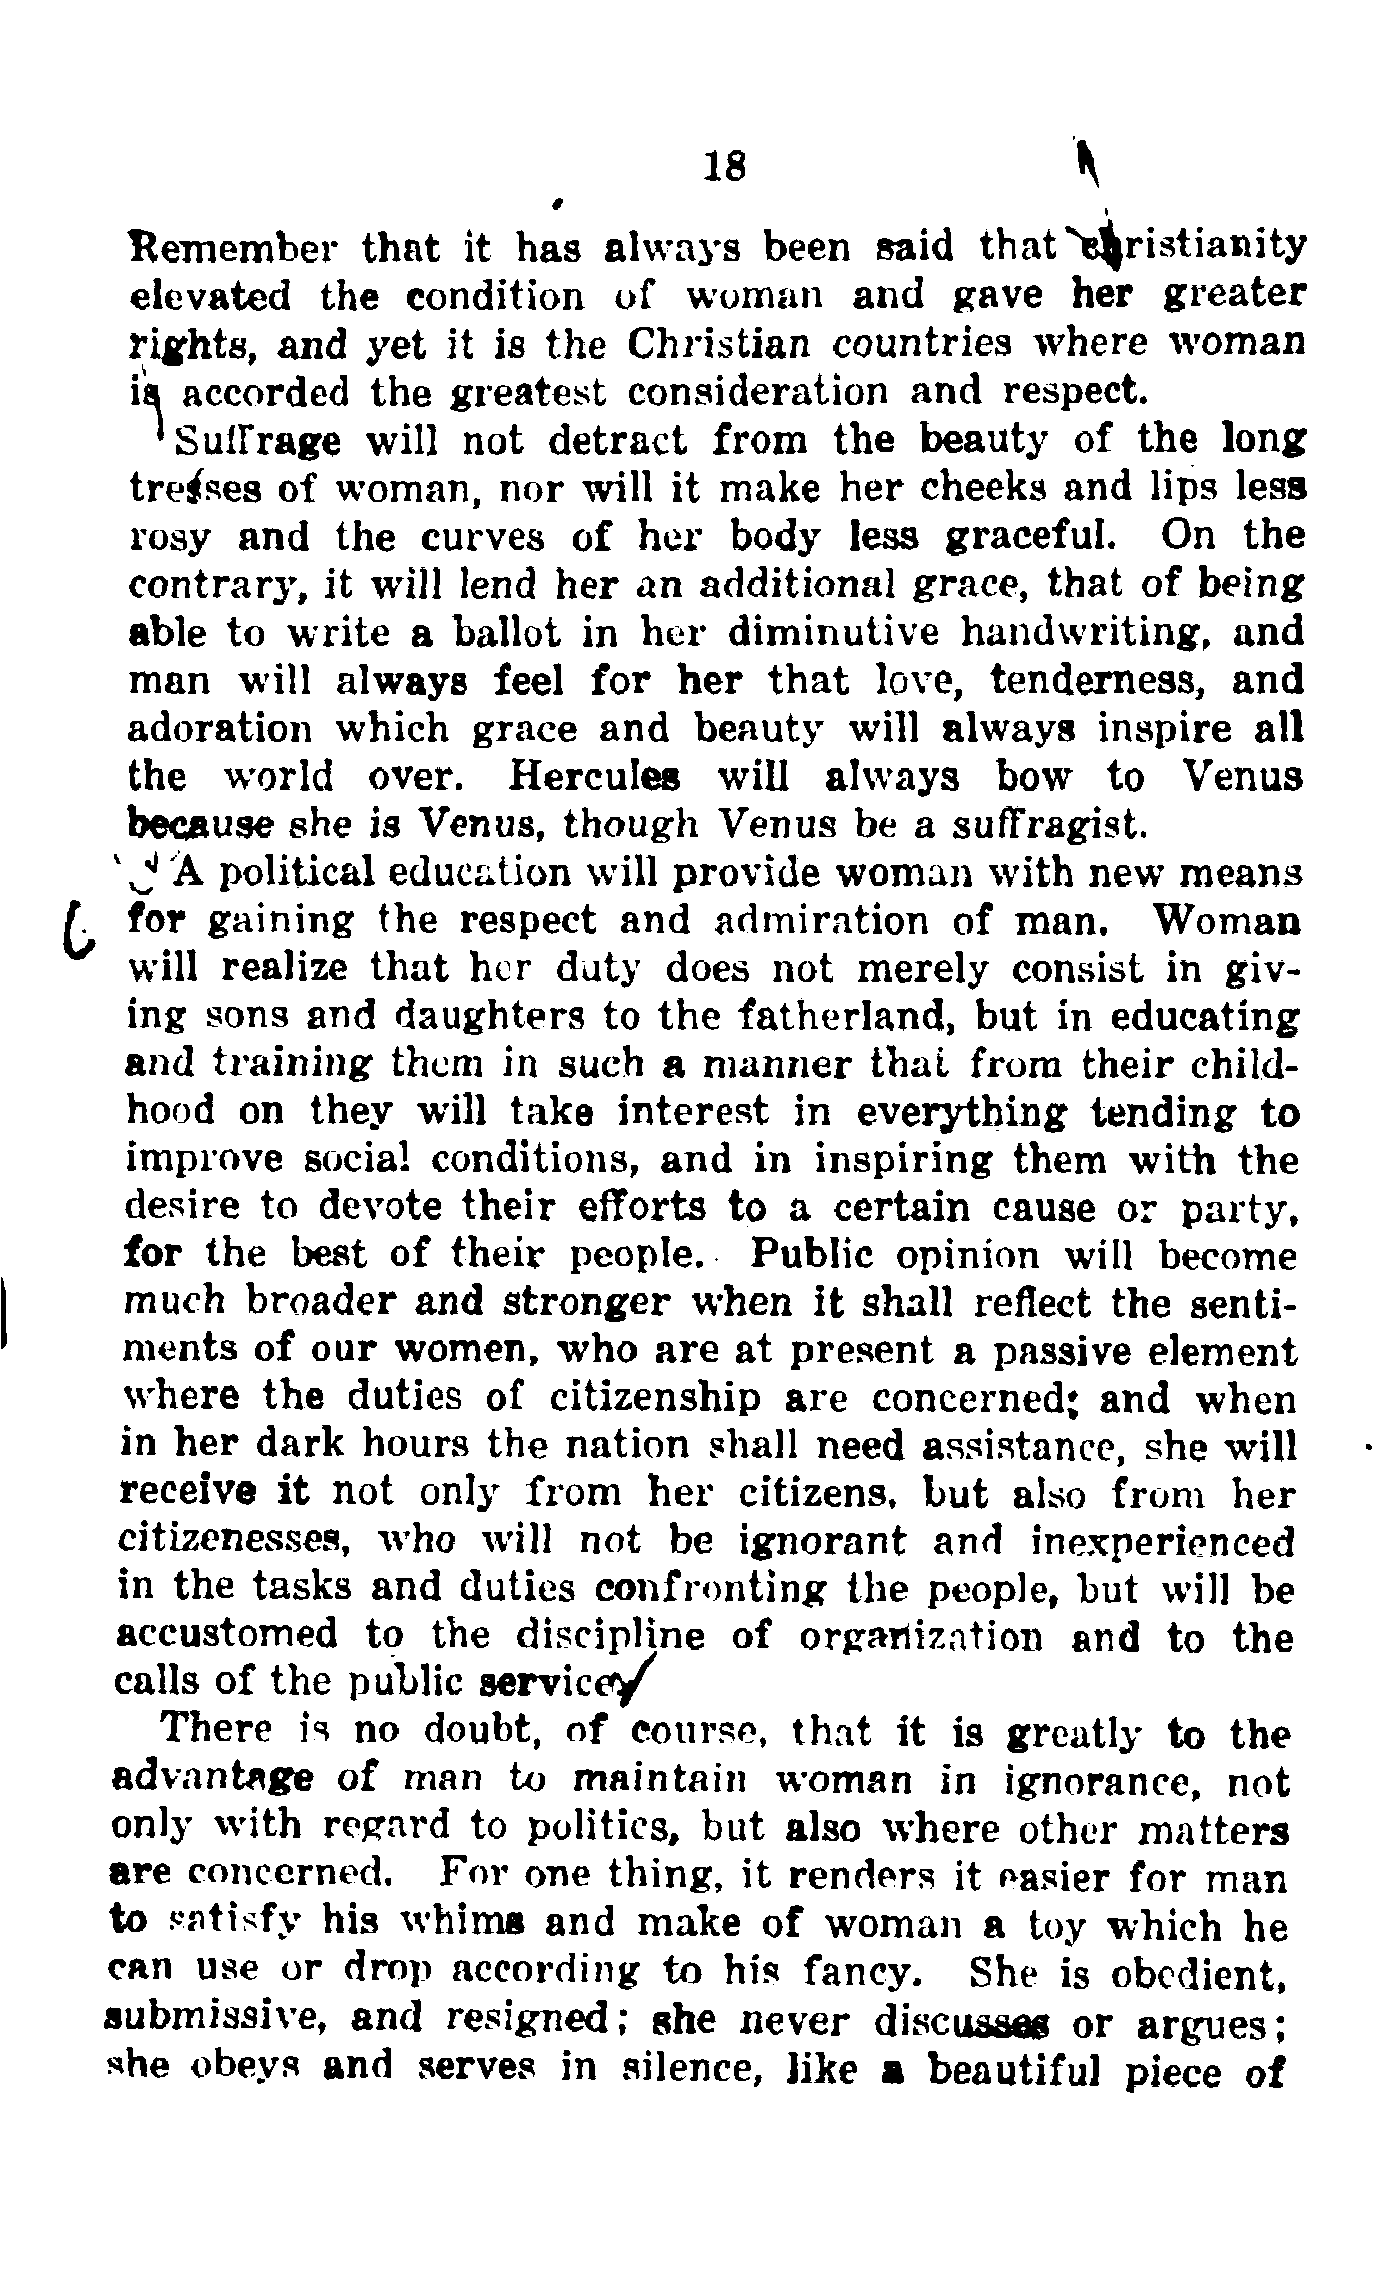 18
Remember that it has always been said that christianity
elevated the condition of woman and gave her greater
rights, and yet it is the Christian countries where woman
is accorded the greatest consideration and respect.
Suffrage will not detract from the beauty of the long
tresses of woman, nor will it make her cheeks and lips less
rosy and the curves of her body less graceful. On the
contrary, it will lend her an additional grace, that of being
able to write a ballot in her diminutive handwriting, and
man will always feel for her that love, tenderness, and
adoration which grace and beauty will always inspire all
the world over. Hercules will always bow to Venus
because she is Venus, though Venus be a suffragist.
A political education will provide woman with new means
for gaining the respect and admiration of man. Woman
will realize that her duty does not merely consist in giv-
ing sons and daughters to the fatherland, but in educating
and training them in such a manner that from their child-
hood on they will take interest in everything tending to
improve social conditions, and in inspiring them with the
desire to devote their efforts to a certain cause or party,
for the best of their people. Public opinion will become
much broader and stronger when it shall reflect the senti-
ments of our women, who are at present a passive element
where the duties of citizenship are concerned; and when
in her dark hours the nation shall need assistance, she will
receive it not only from her citizens, but also from her
citizenesses, who will not be ignorant and inexperienced
in the tasks and duties confronting the people, but will be
accustomed to the discipline of organization and to the
calls of the public service
There is no doubt, of course, that it is greatly to the
advantage of man to maintain woman in ignorance, not
only with regard to politics, but also where other matters
are concerned. For one thing, it renders it easier for man
to satisfy his whims and make of woman a toy which he
can use or drop according to his fancy. She is obedient,
submissive, and resigned; she never discusses or argues;
she obeys and serves in silence, like a beautiful piece of